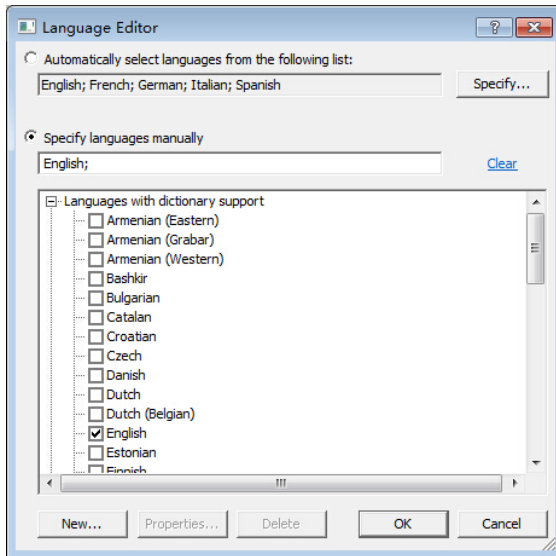 Language Editor
Automatically select languages from the following list:
English; French; German; Italian; Spanish
Specify...
Specify languages manually
English;
Clear
Languages with dictionary support
Armenian (Eastern)
Armenian (Grabar)
Armenian (Western)
Bashkir
Bulgarian
Catalan
Croatian
Czech
Danish
Dutch
Dutch (Belgian)
English
Estonian
Finnish
New...
Properties...
Delete
OK
Cancel